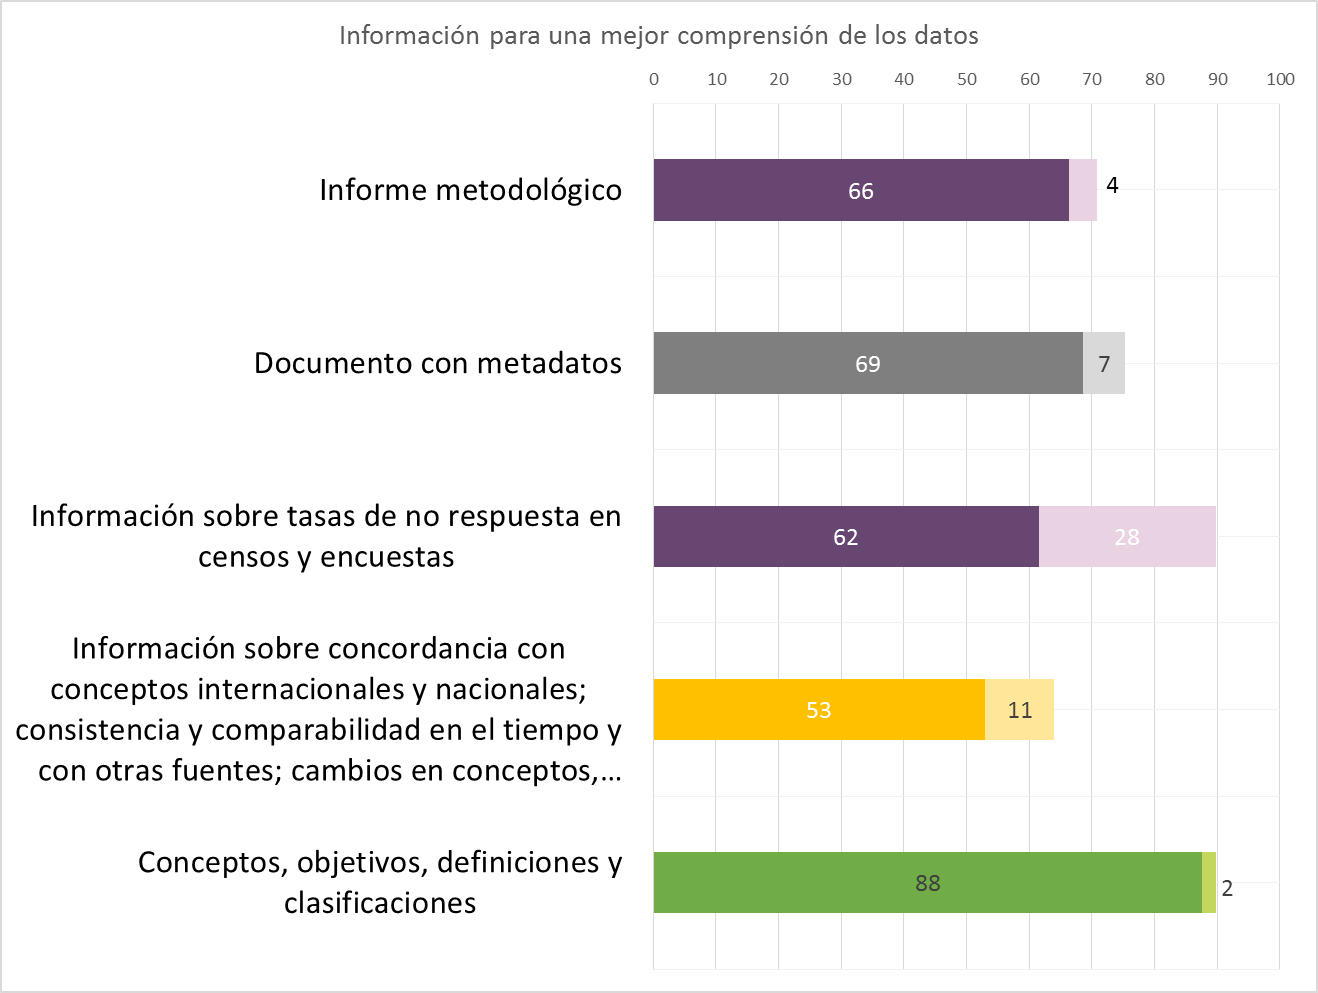 Información para una mejor comprensión de los datos
0 10 20 30 40 50 60 70 80 90 100
Informe metodológico 66 4
Documento con metadatos 69 7
Información sobre tasas de no respuesta en
censos y encuestas
62 28
Información sobre concordancia con
conceptos internacionales y nacionales;
consistencia y comparabilidad en el tiempo y
con otras fuentes; cambios en conceptos,...
53 11
Conceptos, objetivos, definiciones y
clasificaciones
88 2